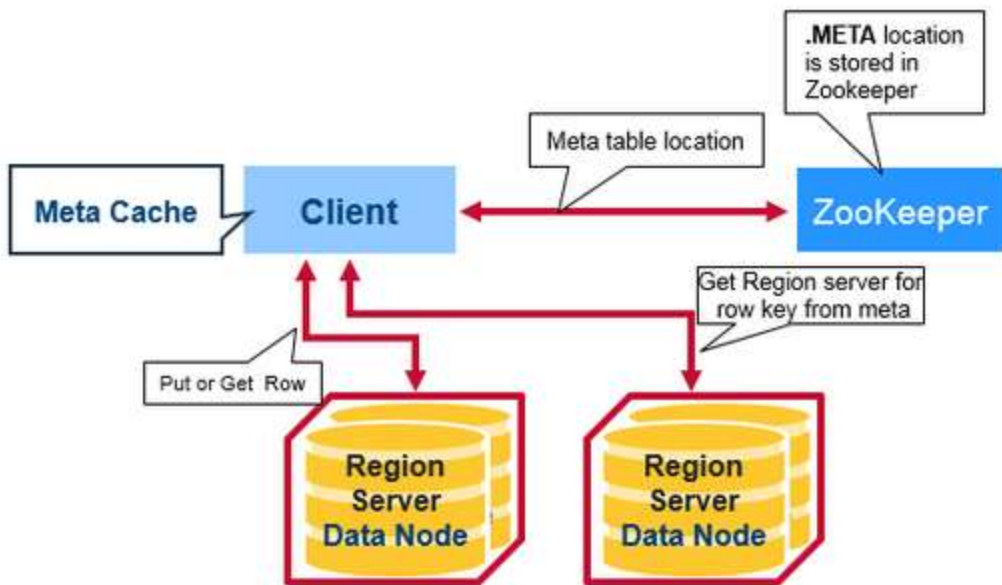 .META location
is stored in
Zookeeper
Meta table location
Meta Cache
Client
ZooKeeper
Get Region server for
row key from meta
Put or Get Row
Region
Server
Data Node
Region
Server
Data Node